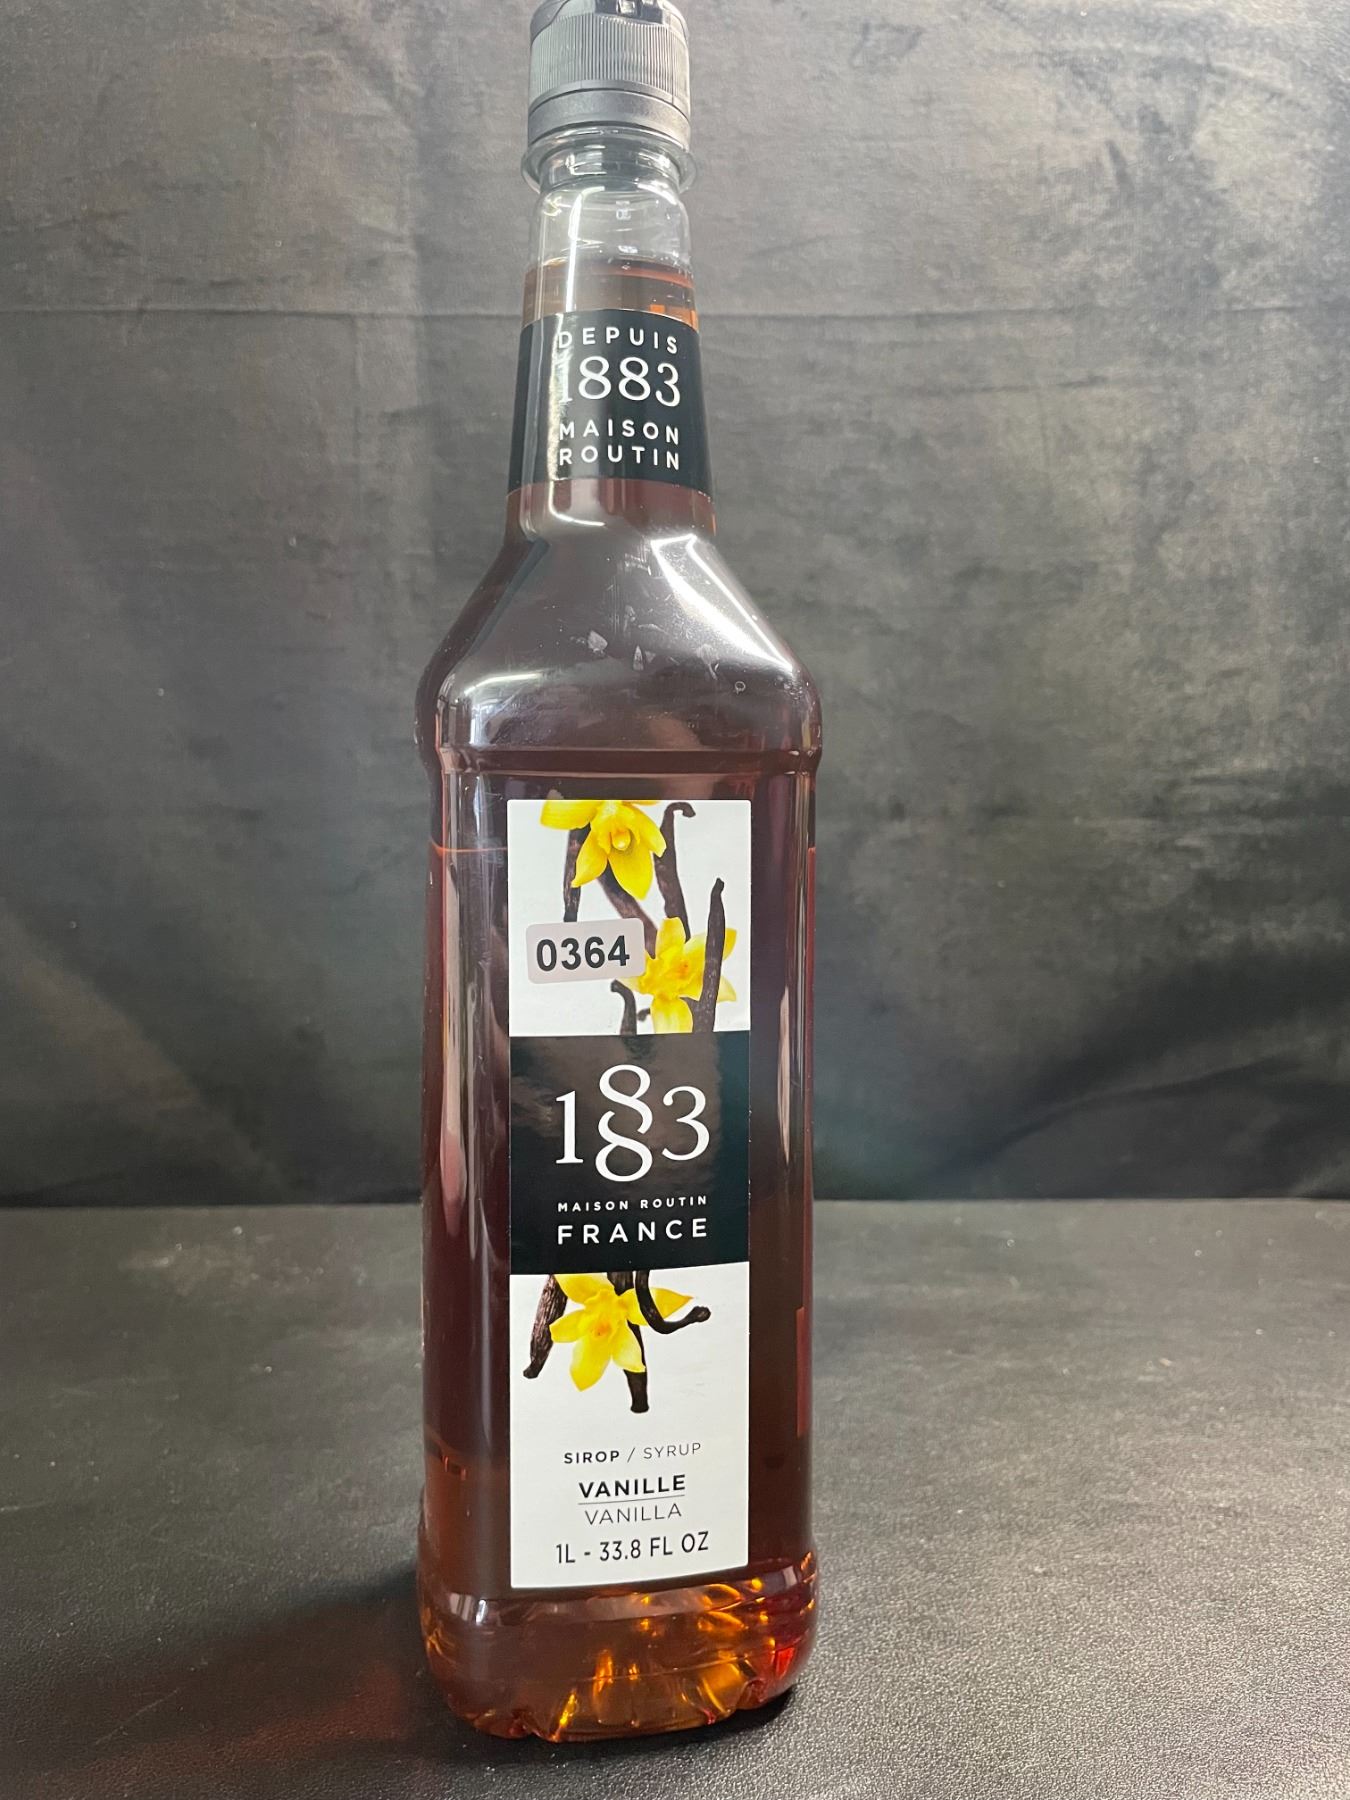 DEPUIS
1883
MAISON
ROUTIN
0364
1883
MAISON ROUTIN
FRANCE
SIROP / SYRUP
VANILLE
VANILLA
1L - 33.8 FL OZ